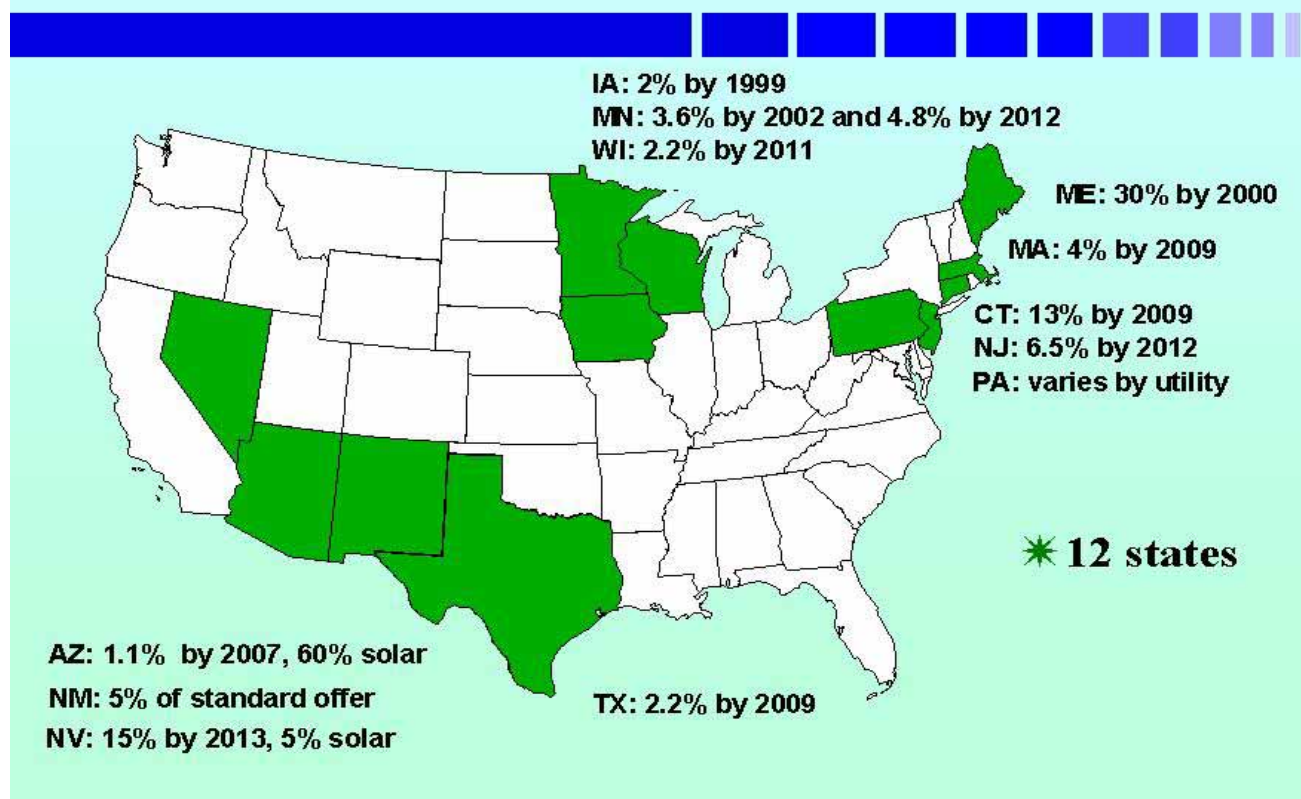 IA: 2% by 1999
MN: 3.6% by 2002 and 4.8% by 2012
WI: 2.2% by 2011
ME: 30% by 2000
MA: 4% by 2009
CT: 13% by 2009
NJ: 6.5% by 2012
PA: varies by utility
✷ 12 states
AZ: 1.1% by 2007, 60% solar
NM: 5% of standard offer
NV: 15% by 2013, 5% solar
TX: 2.2% by 2009